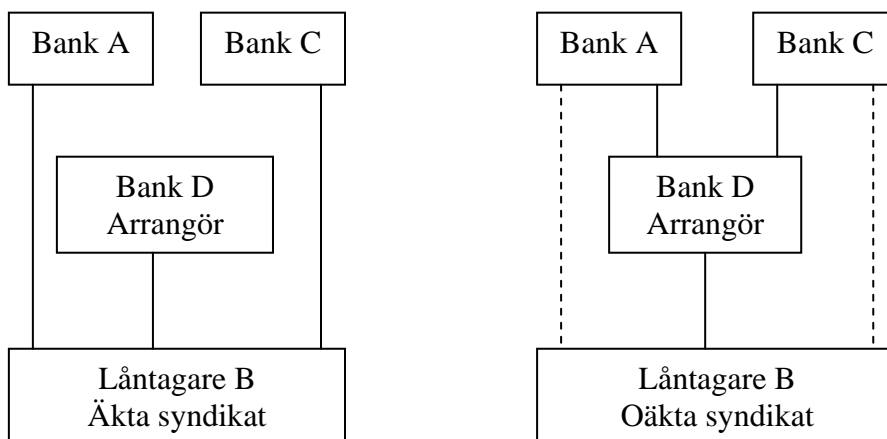 Bank A
Bank C
Bank D
Arrangör
Låntagare B
Äkta syndikat
Bank A
Bank C
Bank D
Arrangör
Låntagare B
Oäkta syndikat